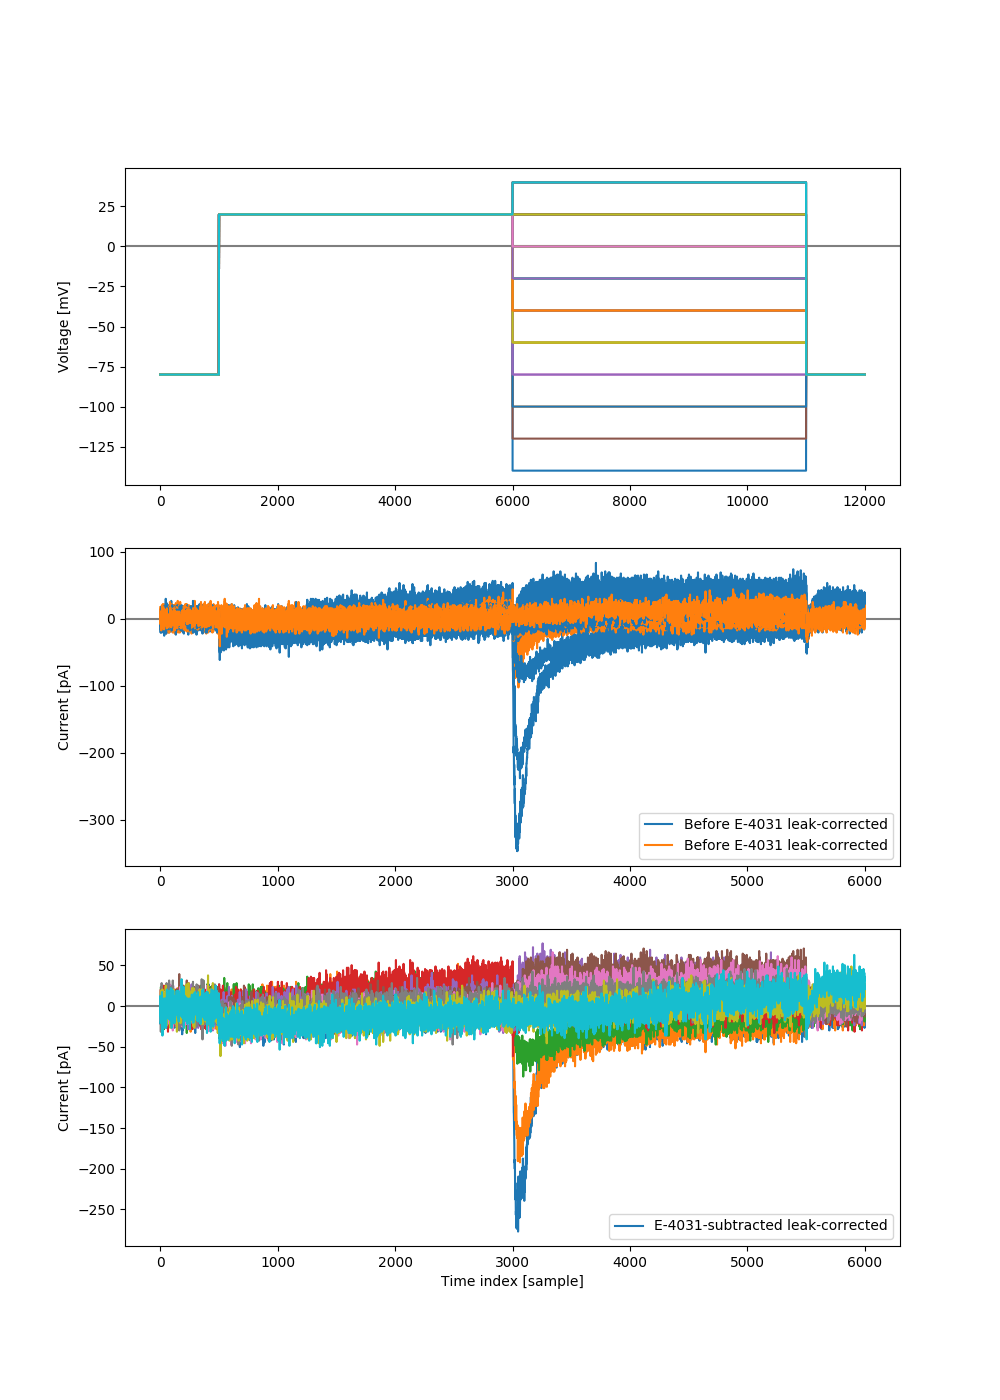 25
0
−25
−50
−75
−100
−125
Voltage [mV]
0 2000 4000 6000 8000 10000 12000
100
0
−100
−200
−300
Current [pA]
Before E-4031 leak-corrected
Before E-4031 leak-corrected
0 1000 2000 3000 4000 5000 6000
50
0
−50
−100
−150
−200
−250
Current [pA]
E-4031-subtracted leak-corrected
0 1000 2000 3000 4000 5000 6000
Time index [sample]